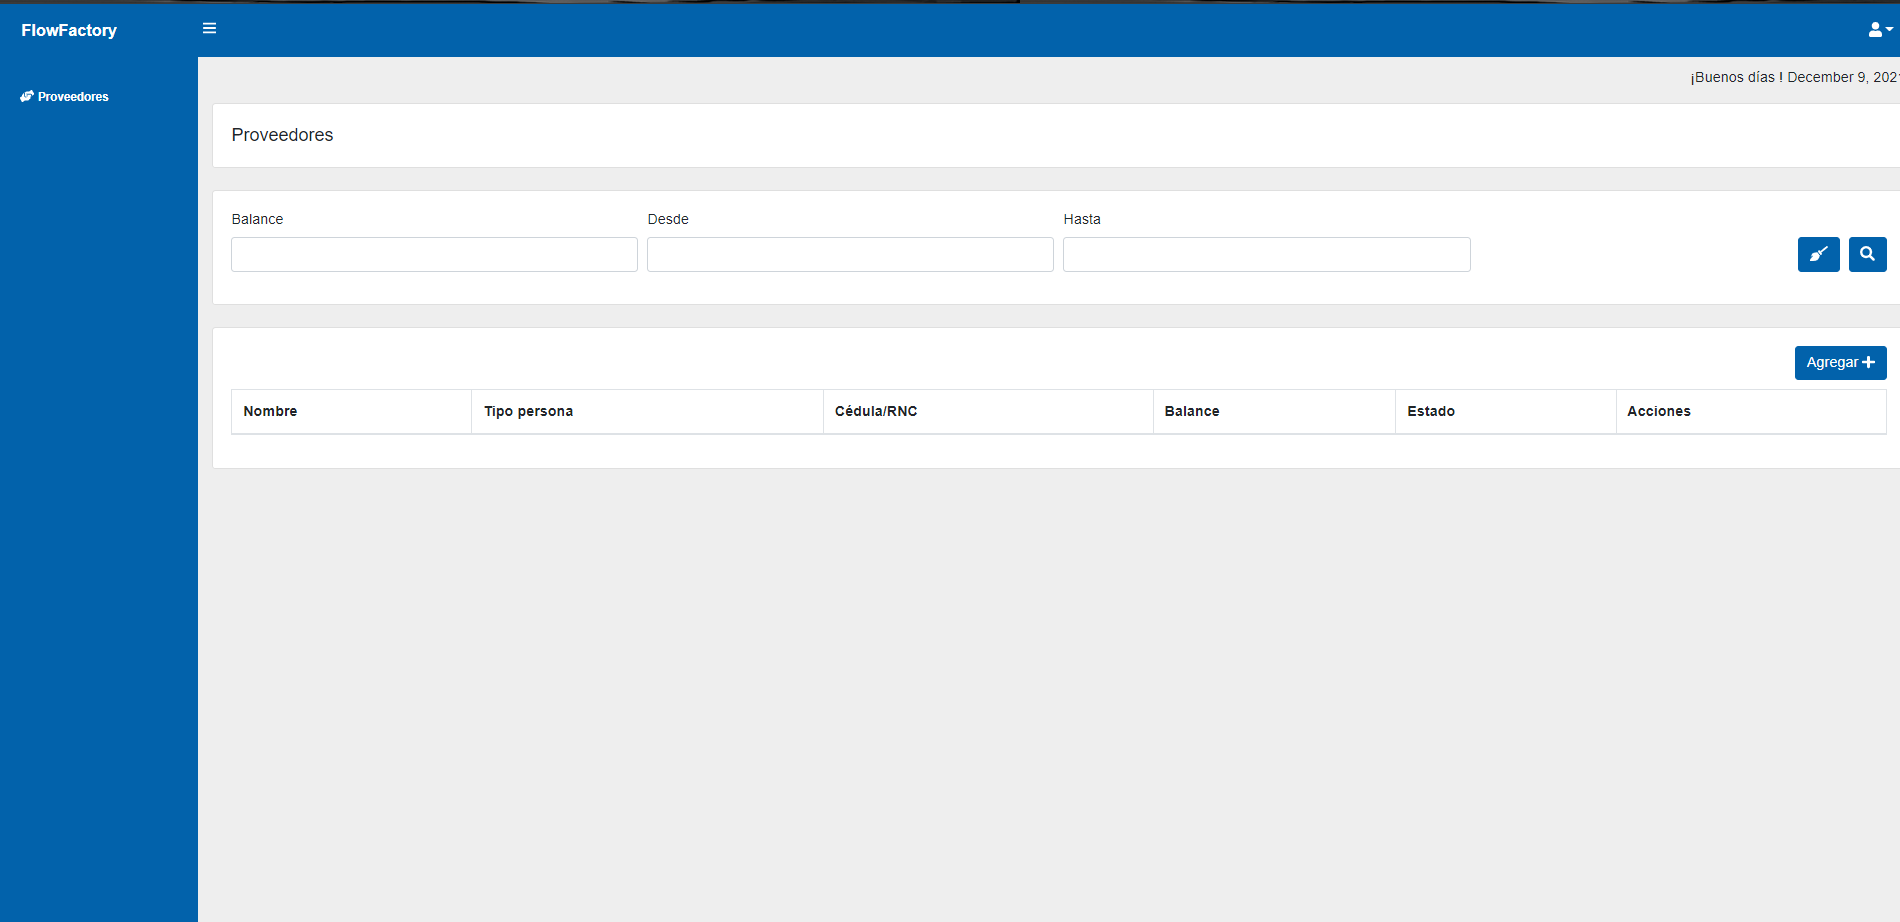 FlowFactory
¡Buenos días ! December 9, 202
Proveedores
Proveedores
Balance Desde Hasta
Agregar
Nombre Tipo persona Cédula/RNC Balance Estado Acciones